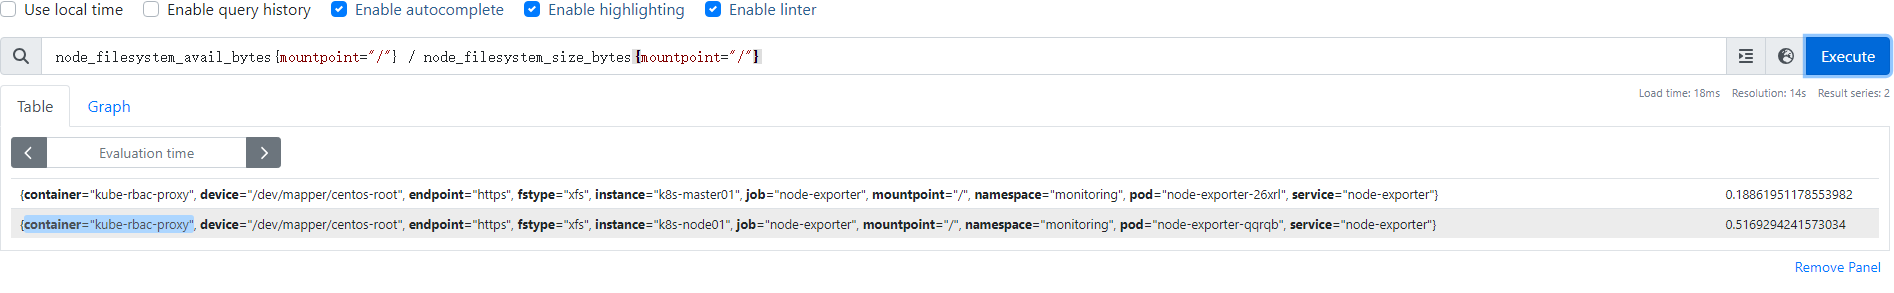 Use local time Enable query history Enable autocomplete Enable highlighting Enable linter
node_filesystem_avail_bytes{mountpoint="/"} / node_filesystem_size_bytes{mountpoint="/"}
Execute
Table Graph
Load time: 18ms Resolution: 14s Result series: 2
Evaluation time
{container="kube-rbac-proxy", device="/dev/mapper/centos-root", endpoint="https", fstype="xfs", instance="k8s-master01", job="node-exporter", mountpoint="/", namespace="monitoring", pod="node-exporter-26xrl", service="node-exporter"} 0.18861951178553982
{container="kube-rbac-proxy", device="/dev/mapper/centos-root", endpoint="https", fstype="xfs", instance="k8s-node01", job="node-exporter", mountpoint="/", namespace="monitoring", pod="node-exporter-qqrqb", service="node-exporter"} 0.5169294241573034
Remove Panel